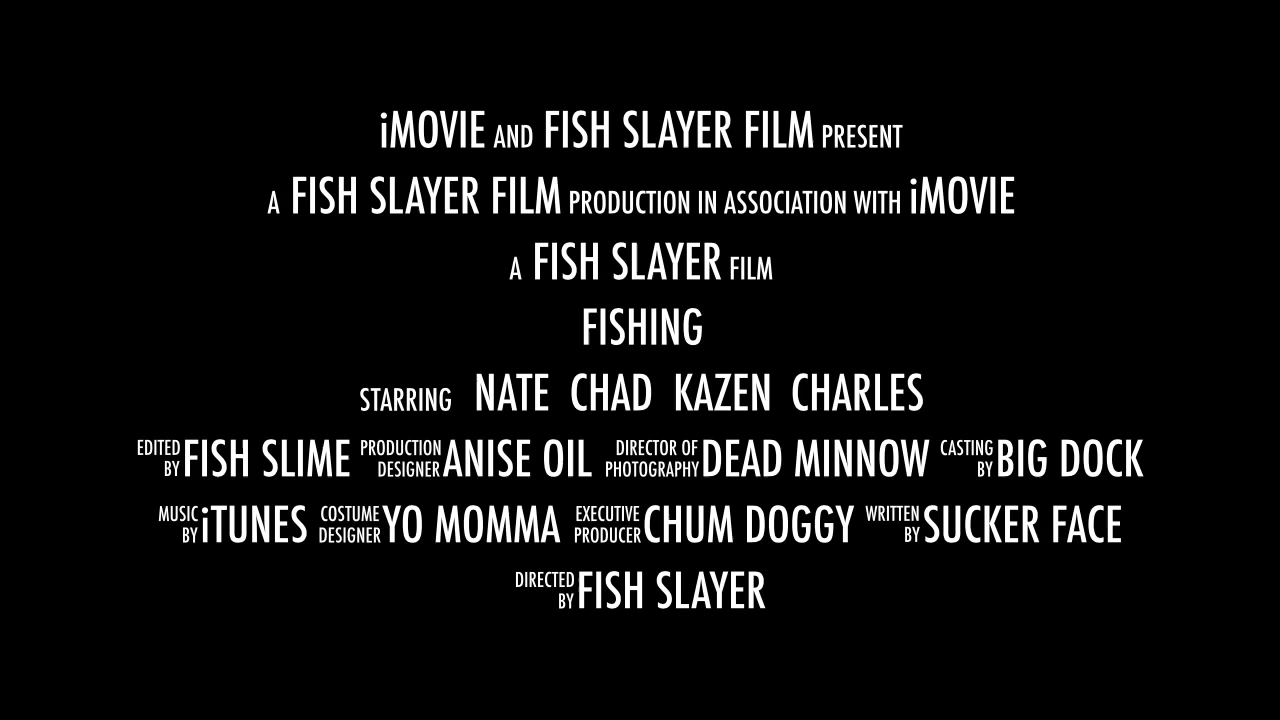 iMOVIE AND FISH SLAYER FILM PRESENT
A FISH SLAYER FILM PRODUCTION IN ASSOCIATION WITH iMOVIE
A FISH SLAYER FILM
FISHING
STARRING NATE CHAD KAZEN CHARLES
EDITED BY FISH SLIME PRODUCTION DESIGNER ANISE OIL DIRECTOR OF PHOTOGRAPHY DEAD MINNOW CASTING BY BIG DOCK
MUSIC BY iTUNES COSTUME DESIGNER YO MOMMA EXECUTIVE PRODUCER CHUM DOGGY WRITTEN BY SUCKER FACE
DIRECTED BY FISH SLAYER